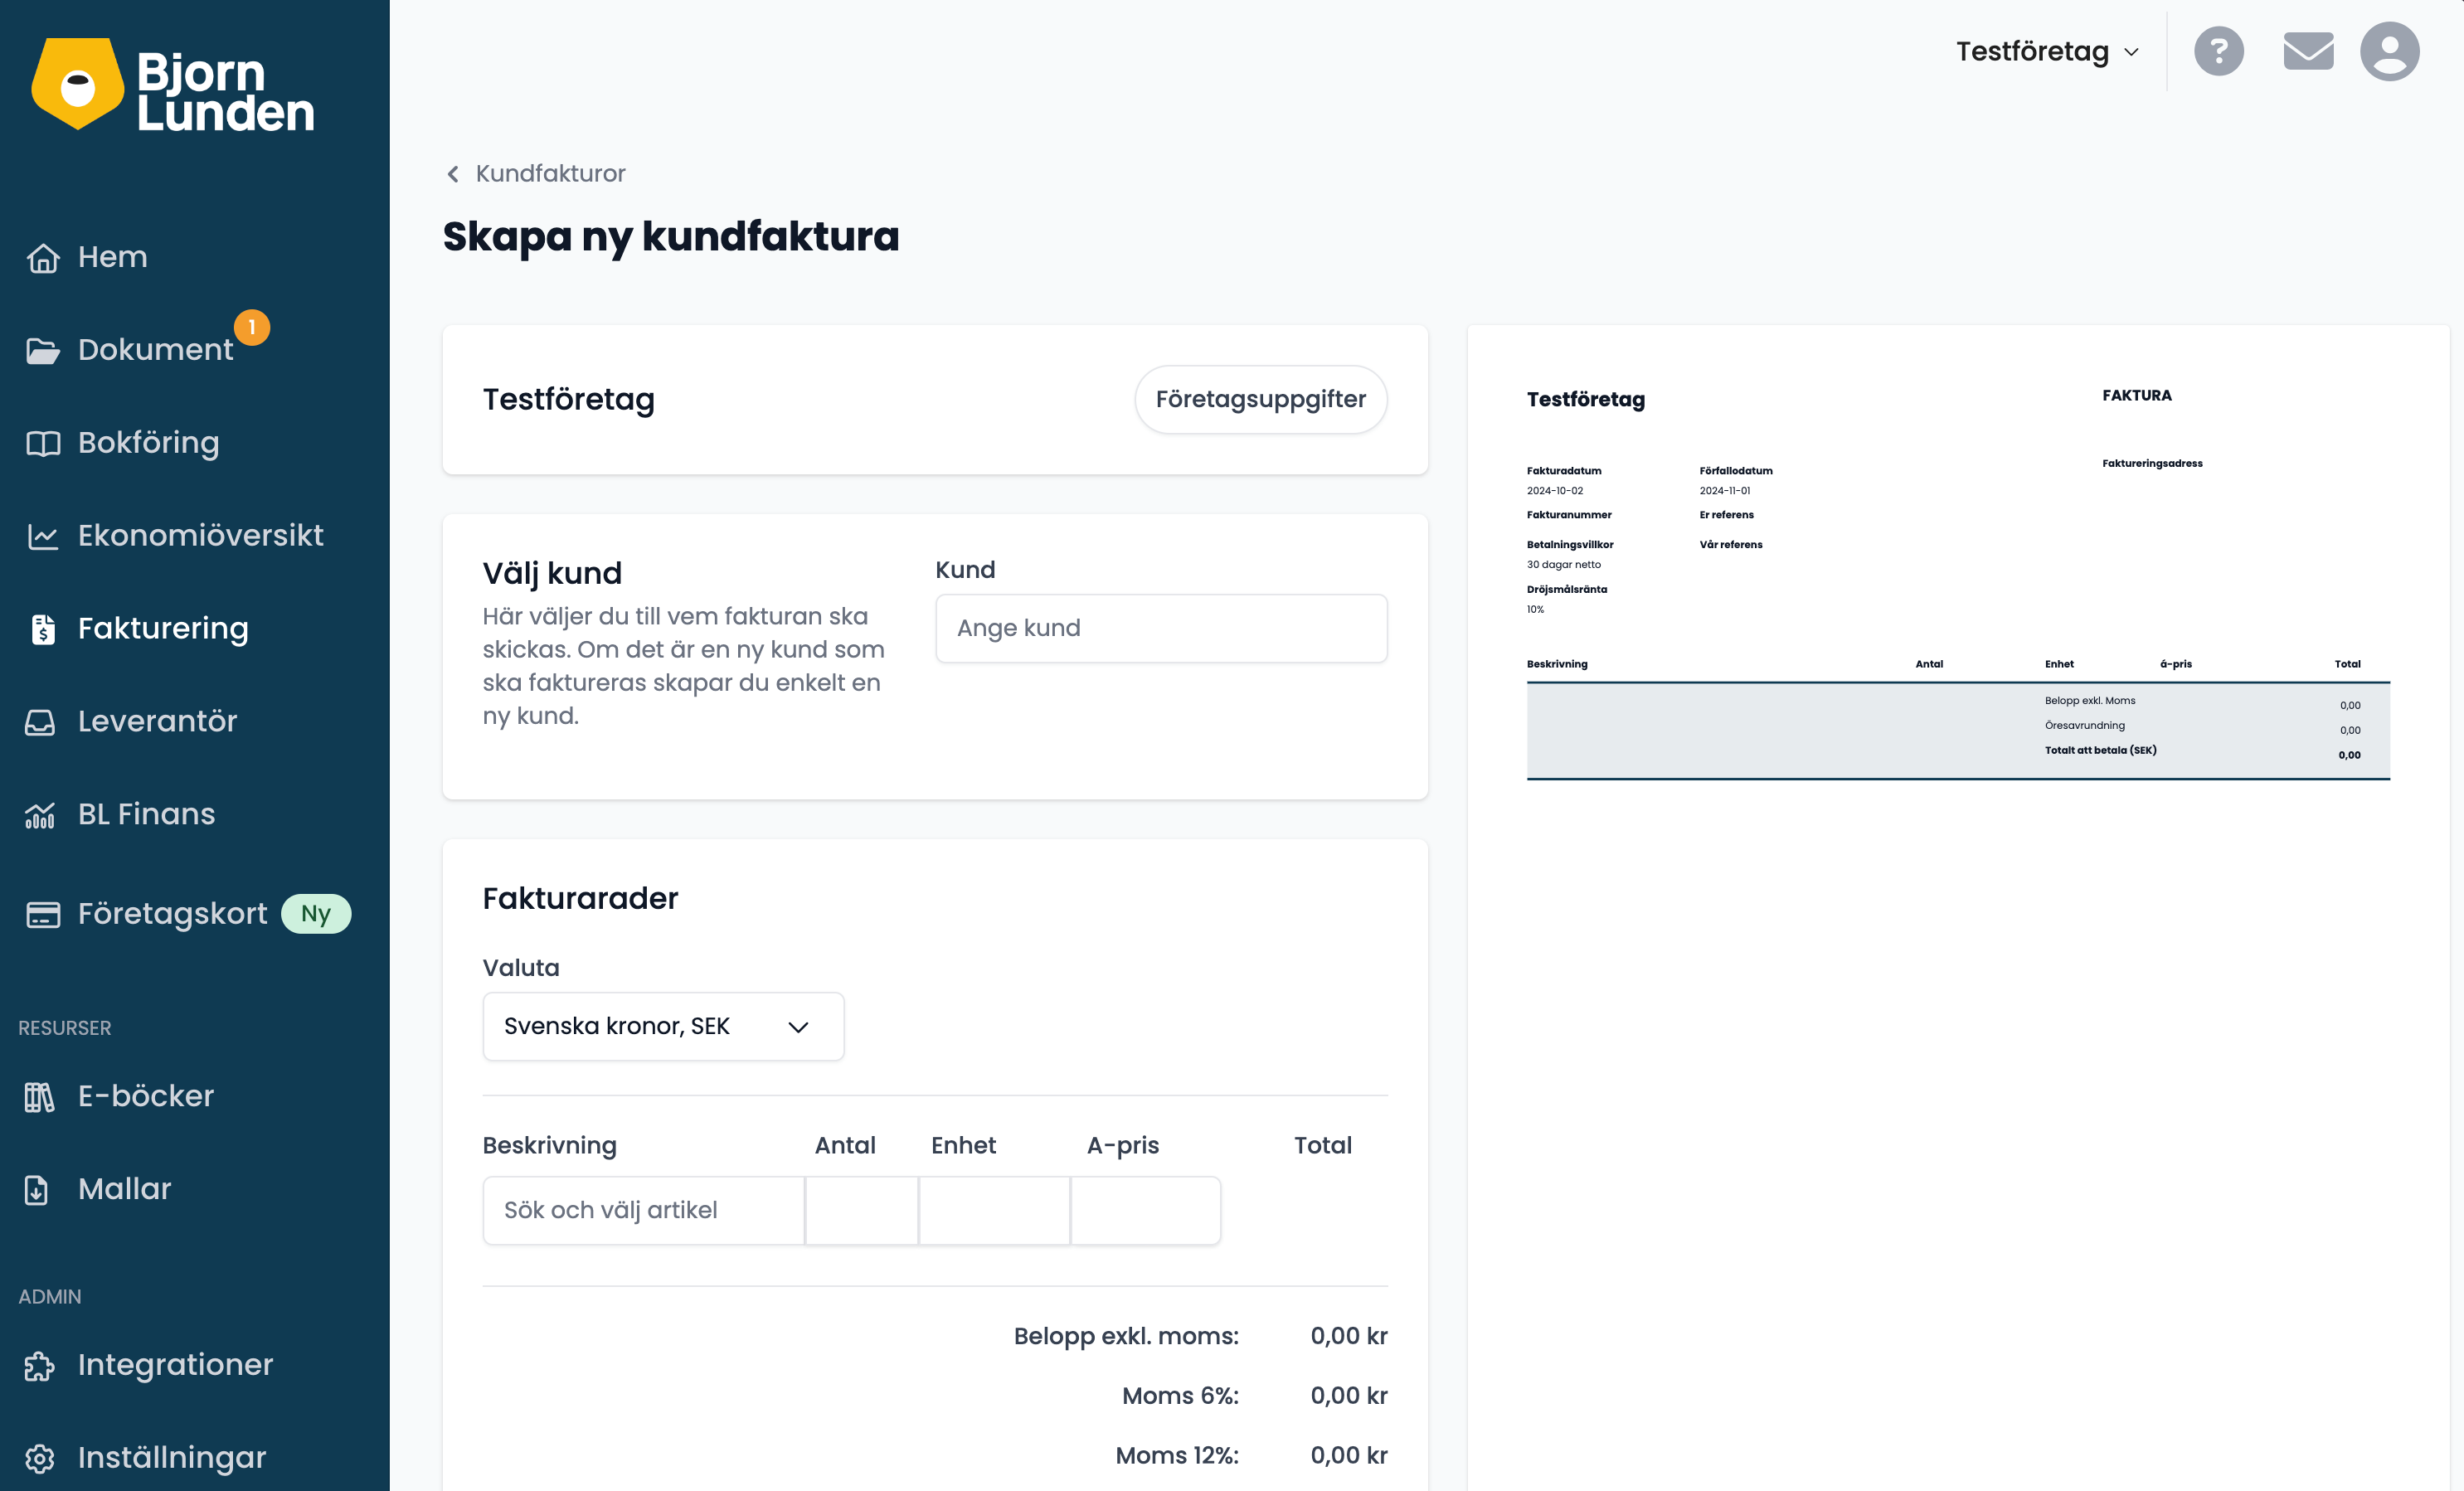 Bjorn
Lunden
Hem
Dokument 1
Bokföring
Ekonomiöversikt
Fakturering
Leverantör
BL Finans
Företagskort Ny
RESURSER
E-böcker
Mallar
ADMIN
Integrationer
Inställningar
Testföretag
?
Kundfakturor
Skapa ny kundfaktura
Testföretag
Företagsuppgifter
Välj kund
Här väljer du till vem fakturan ska
skickas. Om det är en ny kund som
ska faktureras skapar du enkelt en
ny kund.
Kund
Ange kund
Fakturarader
Valuta
Svenska kronor, SEK
Beskrivning Antal Enhet A-pris Total
Sök och välj artikel
Belopp exkl. moms: 0,00 kr
Moms 6%: 0,00 kr
Moms 12%: 0,00 kr
Testföretag
FAKTURA
Faktureringsadress
Fakturadatum Förfallodatum
2024-10-02 2024-11-01
Fakturanummer Er referens
Betalningsvillkor Vår referens
30 dagar netto
Dröjsmålsränta
10%
Beskrivning Antal Enhet á-pris Total
Belopp exkl. Moms 0,00
Öresavrundning 0,00
Totalt att betala (SEK) 0,00